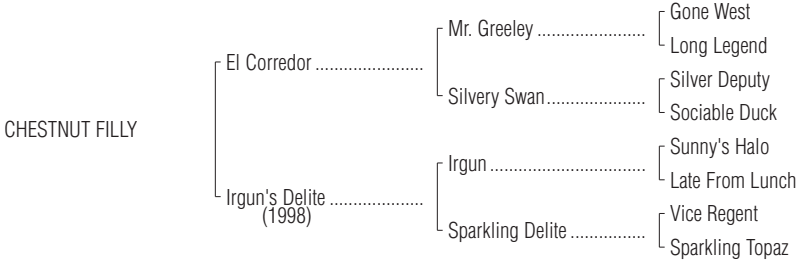 Gone West
Mr. Greeley ........................
Long Legend
El Corredor ........................
Silver Deputy
Silvery Swan......................
Sociable Duck
CHESTNUT FILLY
Sunny's Halo
Irgun ...................................
Late From Lunch
Irgun's Delite .....................
(1998)
Vice Regent
Sparkling Delite .................
Sparkling Topaz